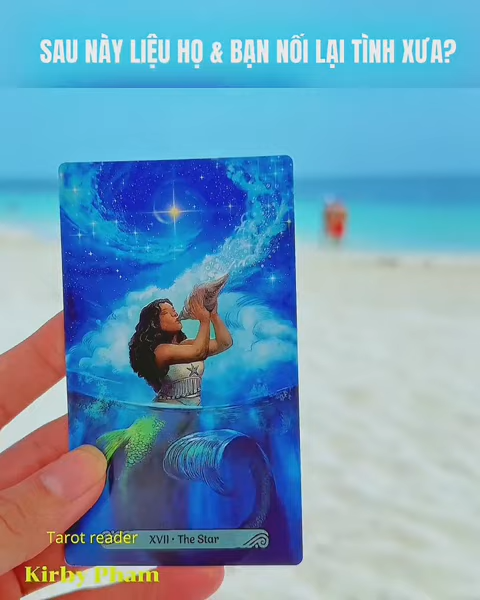 SAU NÀY LIỆU HỌ & BẠN NỐI LẠI TÌNH XƯA?
XVII • The Star
Tarot reader
Kirby Pham